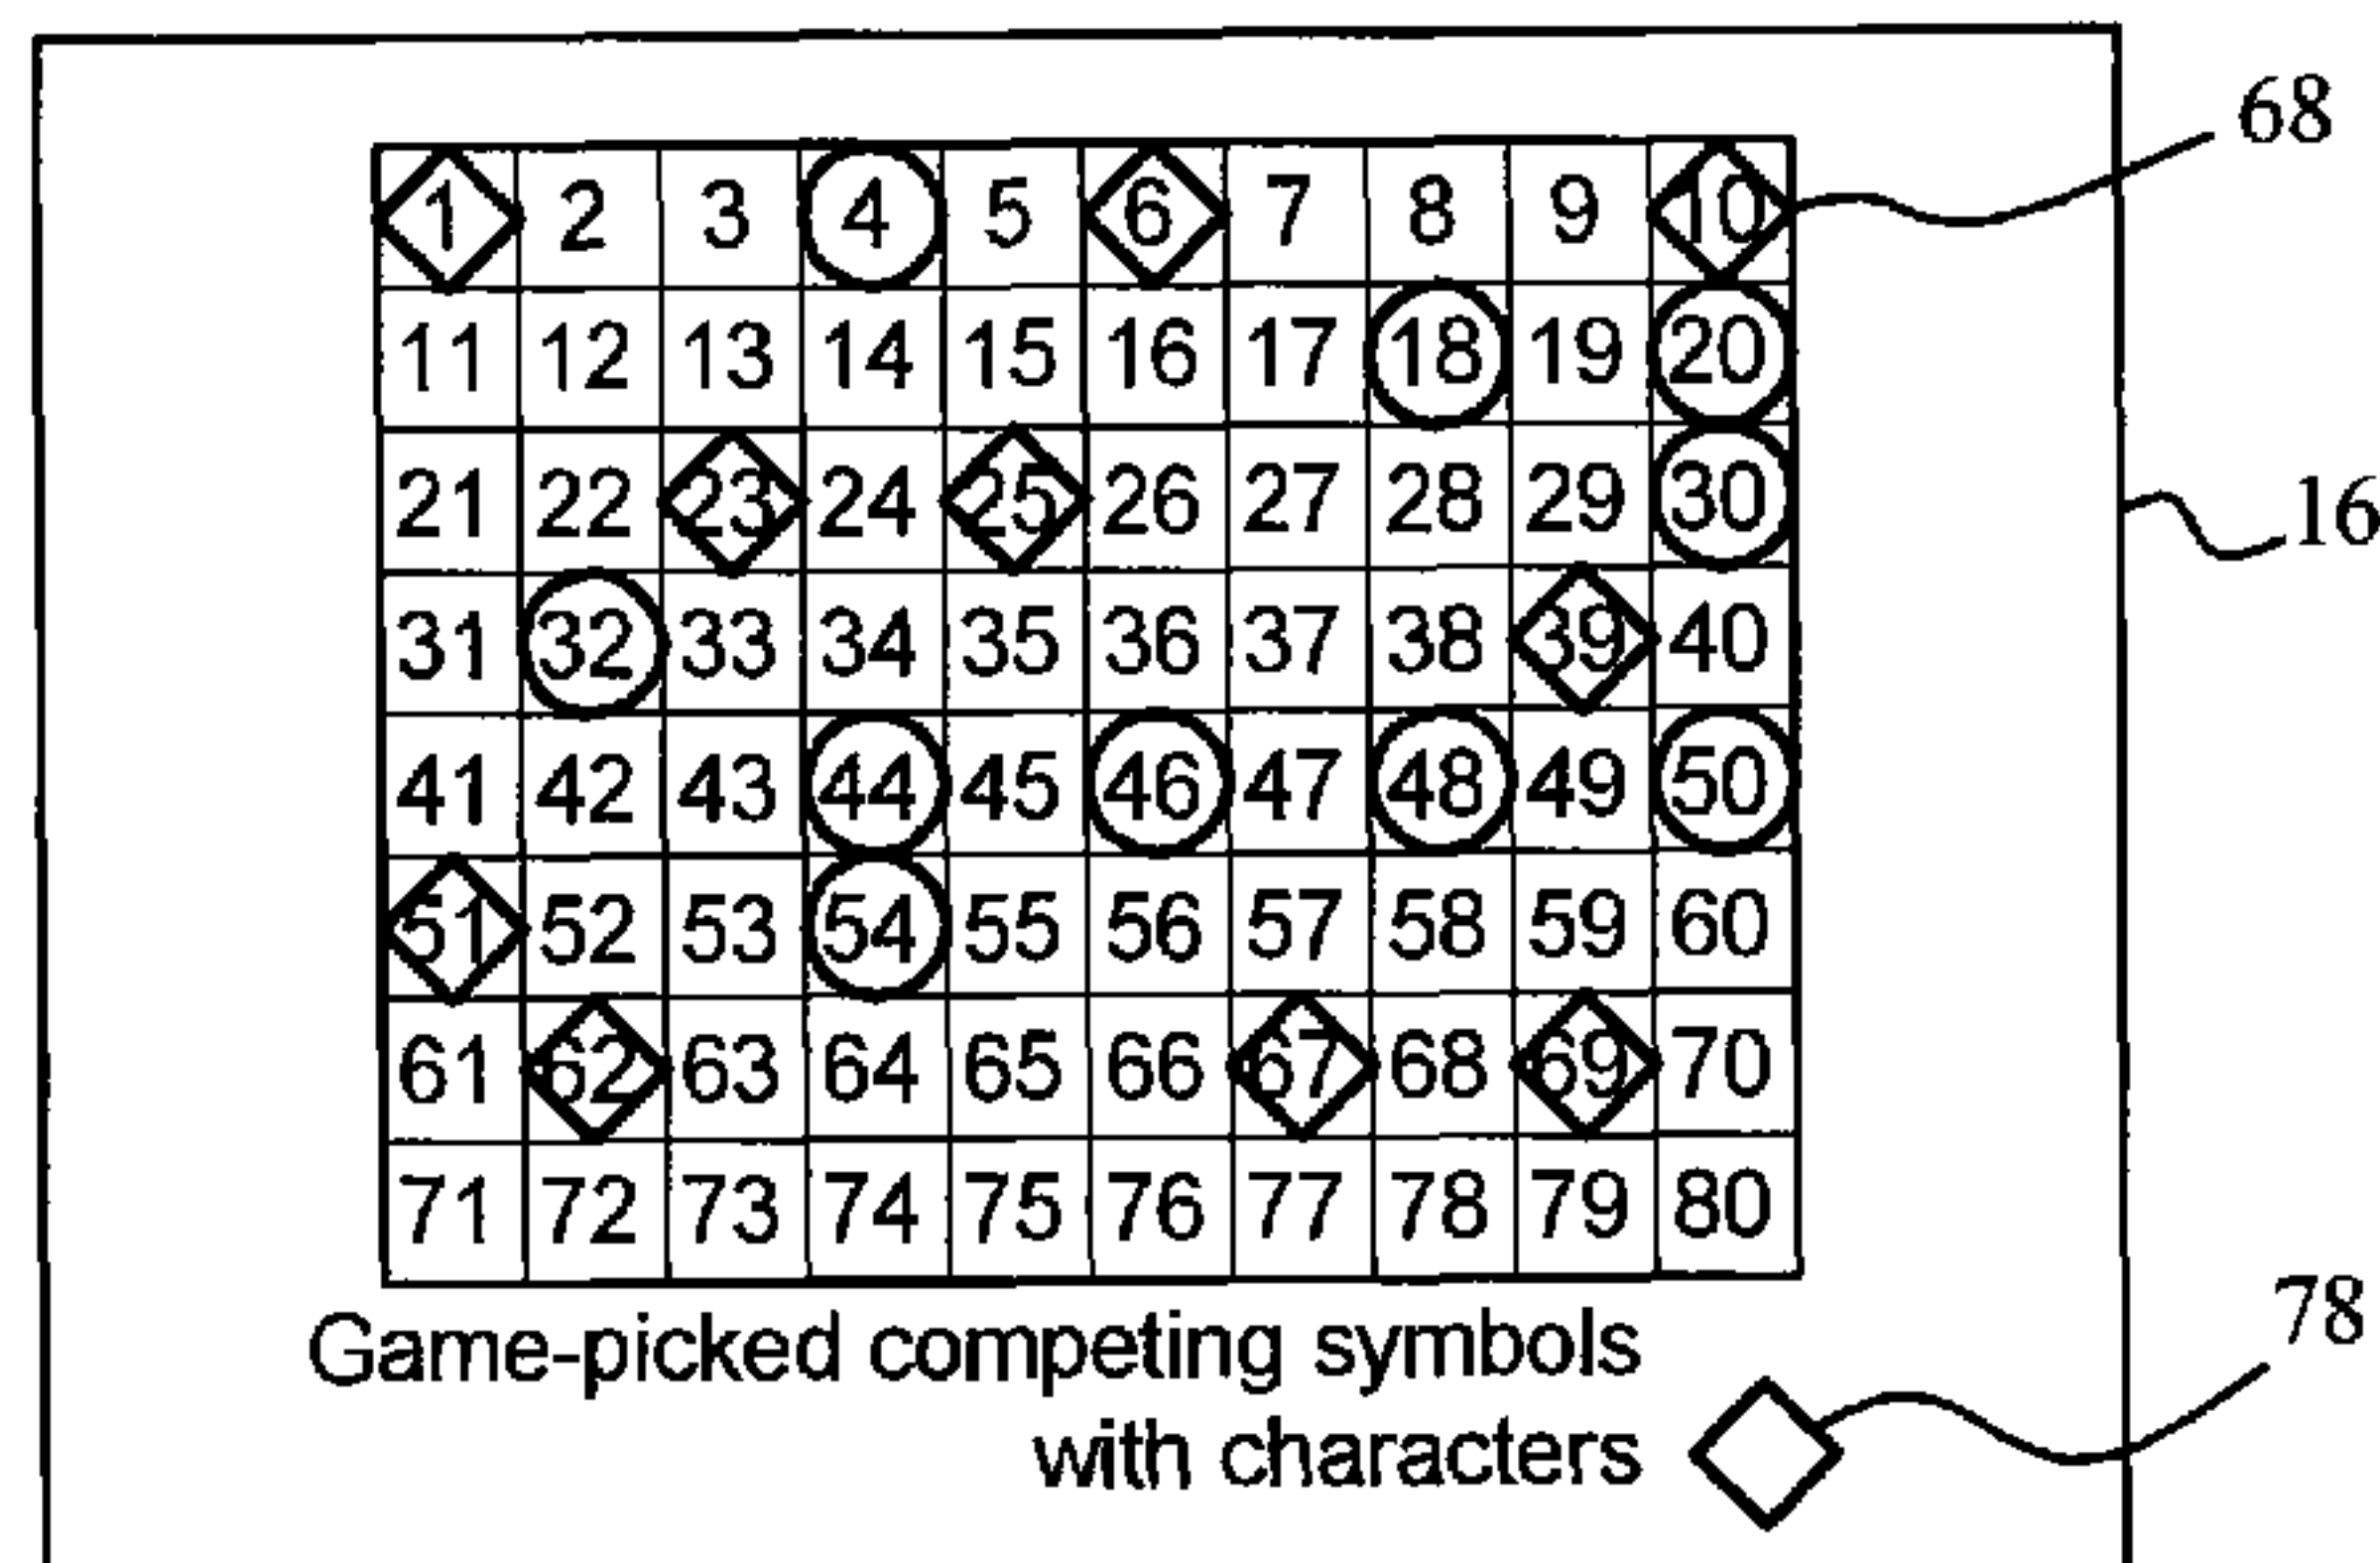 68
1 2 3 4 5 6 7 8 9 10
11 12 13 14 15 16 17 18 19 20
21 22 23 24 25 26 27 28 29 30
16
31 32 33 34 35 36 37 38 39 40
41 42 43 44 45 46 47 48 49 50
51 52 53 54 55 56 57 58 59 60
61 62 63 64 65 66 67 68 69 70
71 72 73 74 75 76 77 78 79 80
78
Game-picked competing symbols
with characters